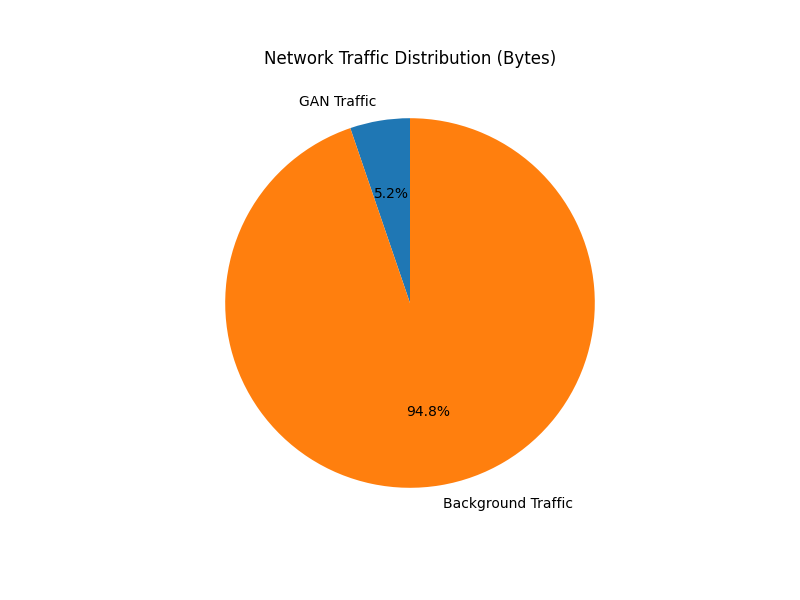 Network Traffic Distribution (Bytes)
GAN Traffic
5.2%
94.8%
Background Traffic